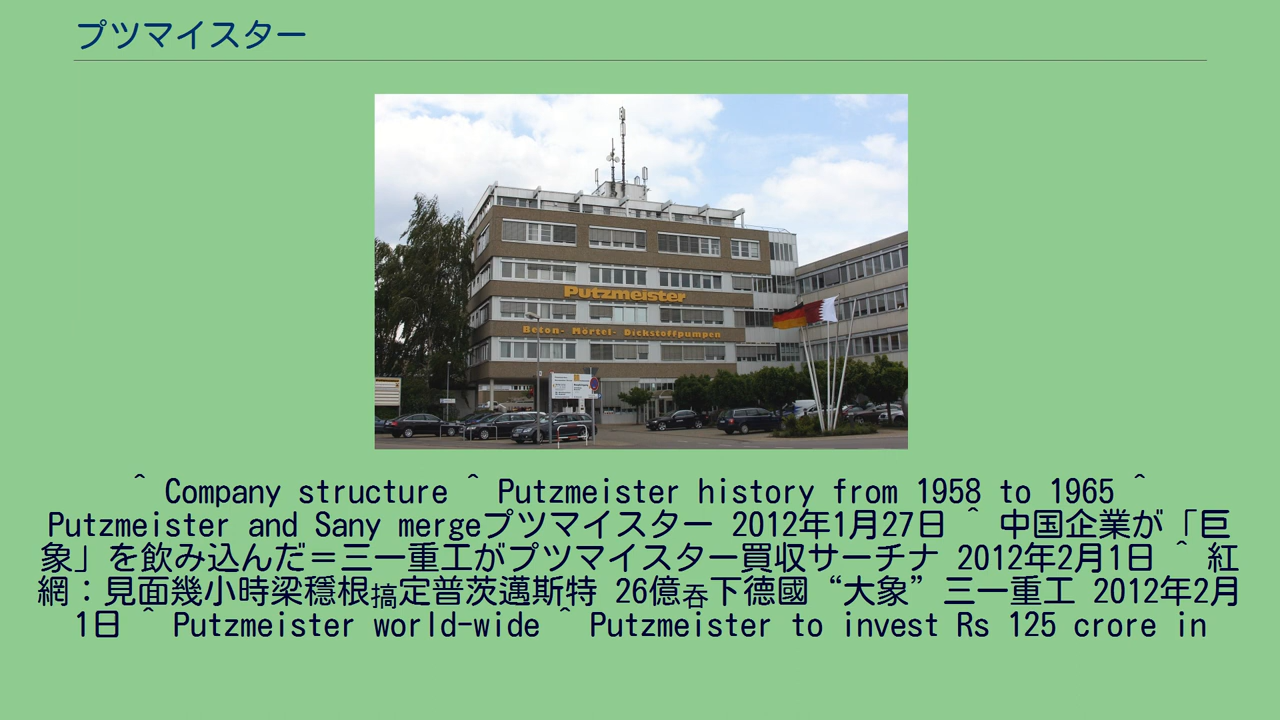 プツマイスター
Putzmeister
Beton- Mörtel- Dickstoffpumpen
^ Company structure ^ Putzmeister history from 1958 to 1965 ^
Putzmeister and Sany mergeプツマイスター 2012年1月27日 ^ 中国企業が「巨
象」を飲み込んだ＝三一重工がプツマイスター買収サーチナ 2012年2月1日 ^ 紅
網：見面幾小時梁穩根搞定普茨邁斯特 26億吞下德國“大象”三一重工 2012年2月
1日 ^ Putzmeister world-wide ^ Putzmeister to invest Rs 125 crore in